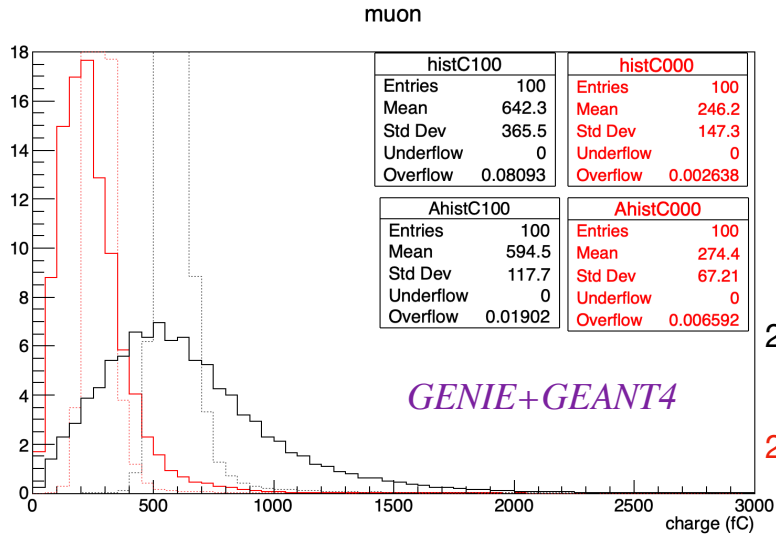 muon
18
16
14
12
10
8
6
4
2
0
0 500 1000 1500 2000 2500 3000
charge (fC)
histC100
Entries 100
Mean 642.3
Std Dev 365.5
Underflow 0
Overflow 0.08093
histC000
Entries 100
Mean 246.2
Std Dev 147.3
Underflow 0
Overflow 0.002638
AhistC100
Entries 100
Mean 594.5
Std Dev 117.7
Underflow 0
Overflow 0.01902
AhistC000
Entries 100
Mean 274.4
Std Dev 67.21
Underflow 0
Overflow 0.006592
GENIE+GEANT4
2
2